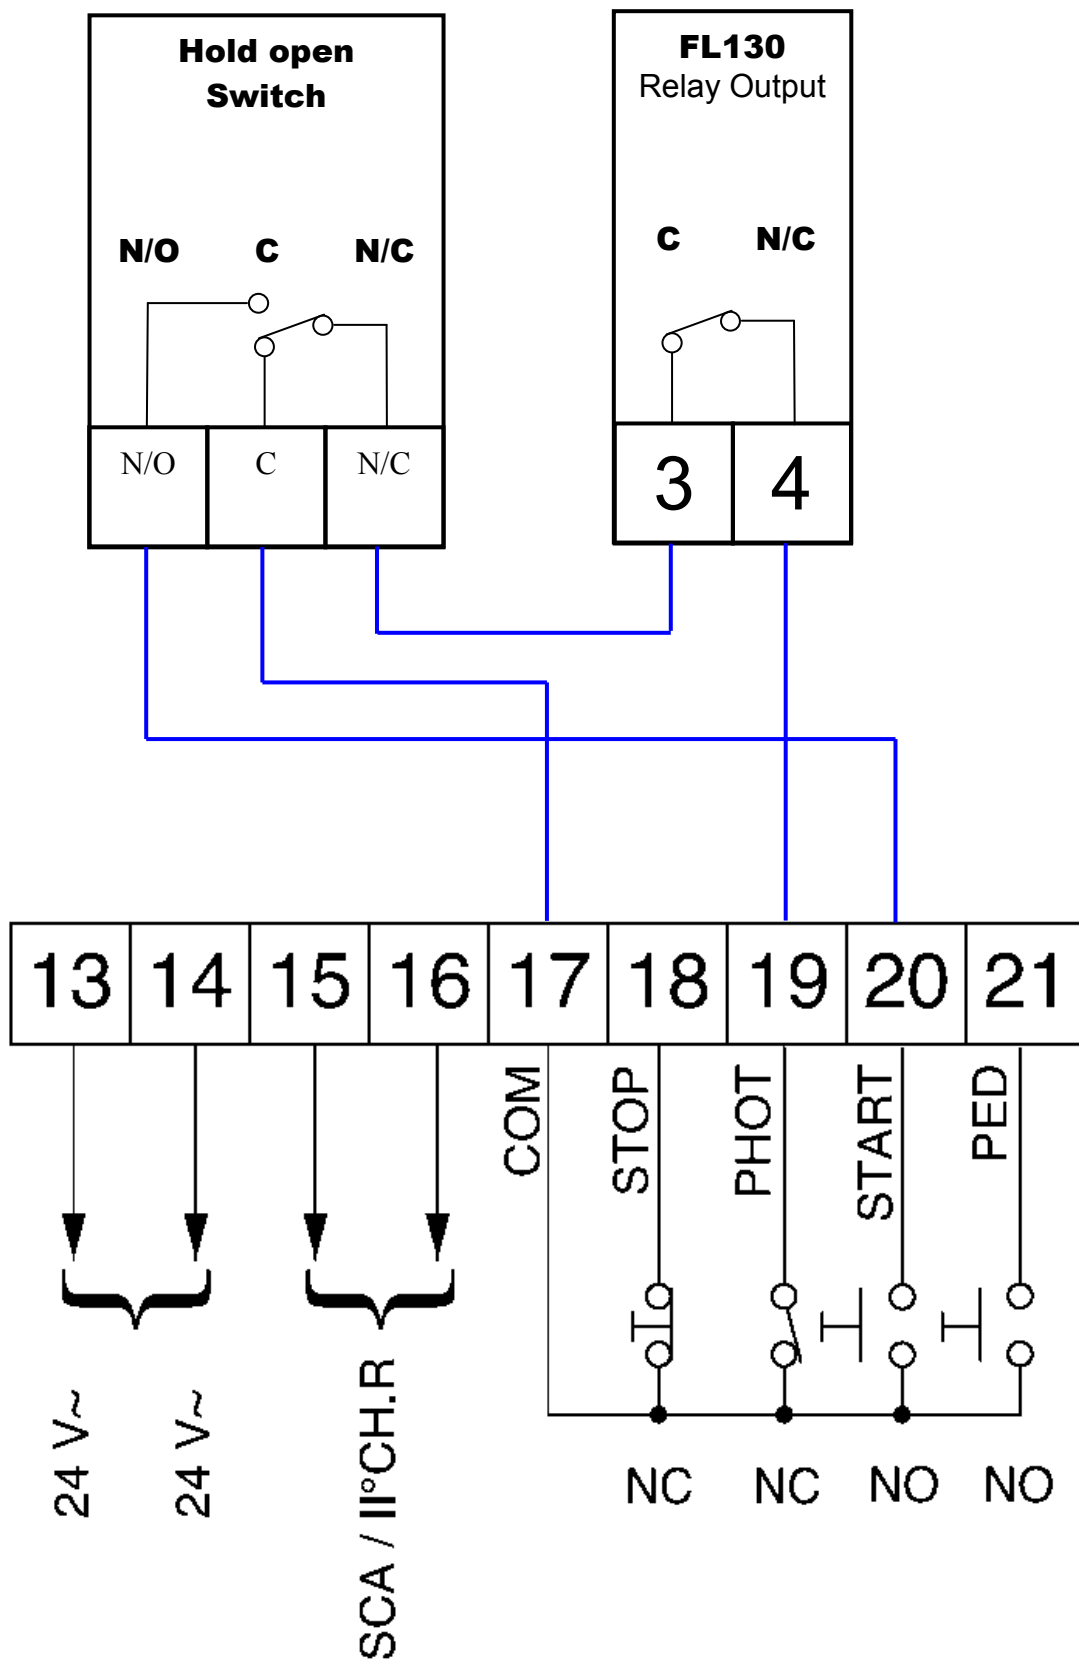 Hold open
Switch
FL130
Relay Output
N/O C N/C
C N/C
N/O C N/C
3 4
13 14 15 16 17 18 19 20 21
COM
STOP
PHOT
START
PED
24 V~
24 V~
SCA / II°CH.R
NC NC NO NO